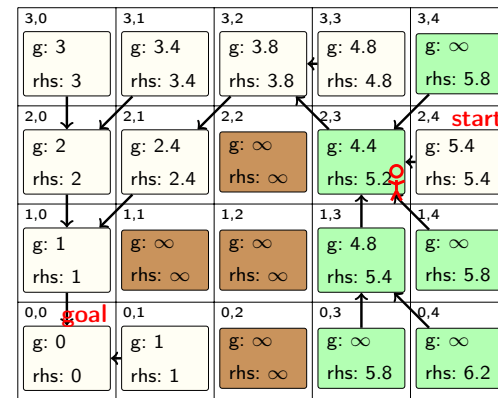 3,0 3,1 3,2 3,3 3,4
g: 3 g: 3.4 g: 3.8 g: 4.8 g: ∞
rhs: 3 rhs: 3.4 rhs: 3.8 rhs: 4.8 rhs: 5.8
2,0 2,1 2,2 2,3 2,4 start
g: 2 g: 2.4 g: ∞ g: 4.4 g: 5.4
rhs: 2 rhs: 2.4 rhs: ∞ rhs: 5.2 rhs: 5.4
1,0 1,1 1,2 1,3 1,4
g: 1 g: ∞ g: ∞ g: 4.8 g: ∞
rhs: 1 rhs: ∞ rhs: ∞ rhs: 5.4 rhs: 5.8
0,0 goal 0,1 0,2 0,3 0,4
g: 0 g: 1 g: ∞ g: ∞ g: ∞
rhs: 0 rhs: 1 rhs: ∞ rhs: 5.8 rhs: 6.2